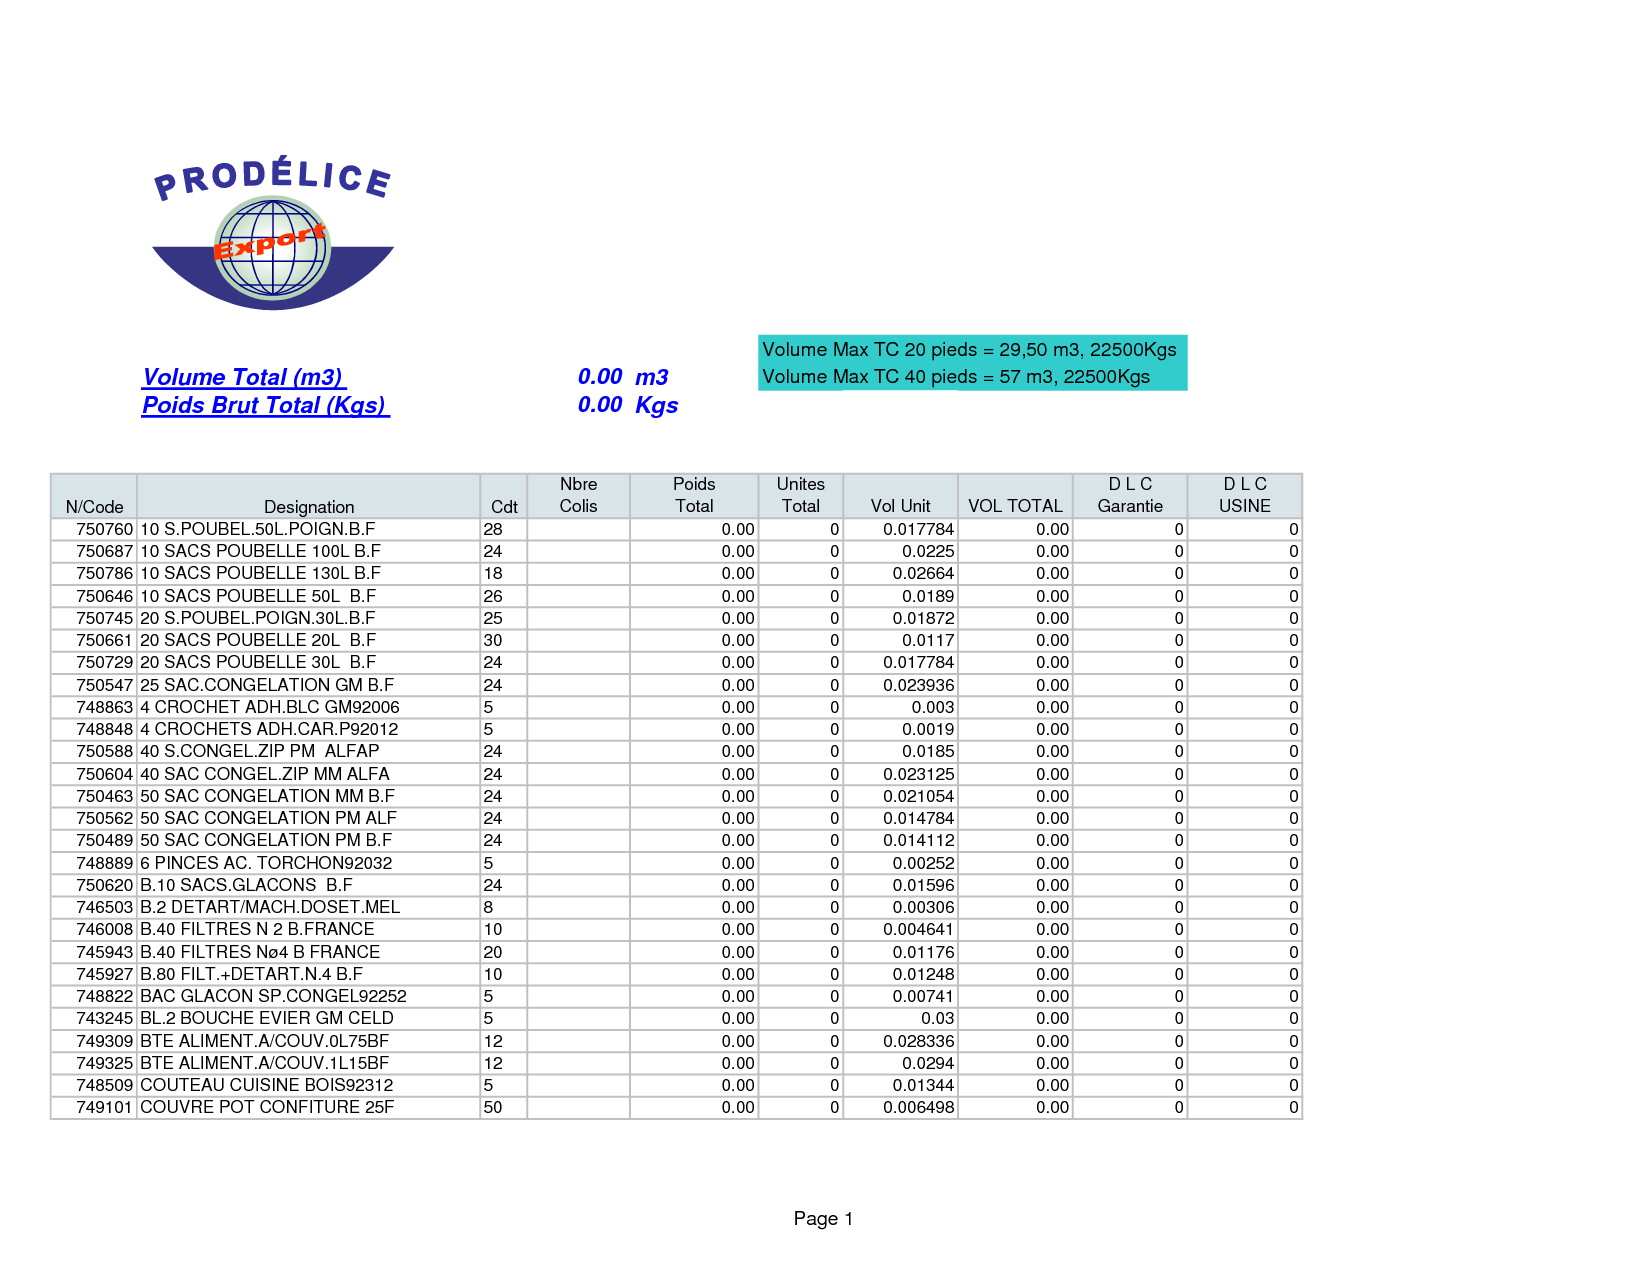 PRODÉLICE
Export
Volume Max TC 20 pieds = 29,50 m3, 22500Kgs
Volume Total (m3) 0.00 m3 Volume Max TC 40 pieds = 57 m3, 22500Kgs
Poids Brut Total (Kgs) 0.00 Kgs
Nbre Poids Unites D L C D L C
N/Code Designation Cdt Colis Total Total Vol Unit VOL TOTAL Garantie USINE
750760 10 S.POUBEL.50L.POIGN.B.F 28 0.00 0 0.017784 0.00 0 0
750687 10 SACS POUBELLE 100L B.F 24 0.00 0 0.0225 0.00 0 0
750786 10 SACS POUBELLE 130L B.F 18 0.00 0 0.02664 0.00 0 0
750646 10 SACS POUBELLE 50L B.F 26 0.00 0 0.0189 0.00 0 0
750745 20 S.POUBEL.POIGN.30L.B.F 25 0.00 0 0.01872 0.00 0 0
750661 20 SACS POUBELLE 20L B.F 30 0.00 0 0.0117 0.00 0 0
750729 20 SACS POUBELLE 30L B.F 24 0.00 0 0.017784 0.00 0 0
750547 25 SAC.CONGELATION GM B.F 24 0.00 0 0.023936 0.00 0 0
748863 4 CROCHET ADH.BLC GM92006 5 0.00 0 0.003 0.00 0 0
748848 4 CROCHETS ADH.CAR.P92012 5 0.00 0 0.0019 0.00 0 0
750588 40 S.CONGEL.ZIP PM ALFAP 24 0.00 0 0.0185 0.00 0 0
750604 40 SAC CONGEL.ZIP MM ALFA 24 0.00 0 0.023125 0.00 0 0
750463 50 SAC CONGELATION MM B.F 24 0.00 0 0.021054 0.00 0 0
750562 50 SAC CONGELATION PM ALF 24 0.00 0 0.014784 0.00 0 0
750489 50 SAC CONGELATION PM B.F 24 0.00 0 0.014112 0.00 0 0
748889 6 PINCES AC. TORCHON92032 5 0.00 0 0.00252 0.00 0 0
750620 B.10 SACS.GLACONS B.F 24 0.00 0 0.01596 0.00 0 0
746503 B.2 DETART/MACH.DOSET.MEL 8 0.00 0 0.00306 0.00 0 0
746008 B.40 FILTRES N 2 B.FRANCE 10 0.00 0 0.004641 0.00 0 0
745943 B.40 FILTRES Nø4 B FRANCE 20 0.00 0 0.01176 0.00 0 0
745927 B.80 FILT.+DETART.N.4 B.F 10 0.00 0 0.01248 0.00 0 0
748822 BAC GLACON SP.CONGEL92252 5 0.00 0 0.00741 0.00 0 0
743245 BL.2 BOUCHE EVIER GM CELD 5 0.00 0 0.03 0.00 0 0
749309 BTE ALIMENT.A/COUV.0L75BF 12 0.00 0 0.028336 0.00 0 0
749325 BTE ALIMENT.A/COUV.1L15BF 12 0.00 0 0.0294 0.00 0 0
748509 COUTEAU CUISINE BOIS92312 5 0.00 0 0.01344 0.00 0 0
749101 COUVRE POT CONFITURE 25F 50 0.00 0 0.006498 0.00 0 0
Page 1